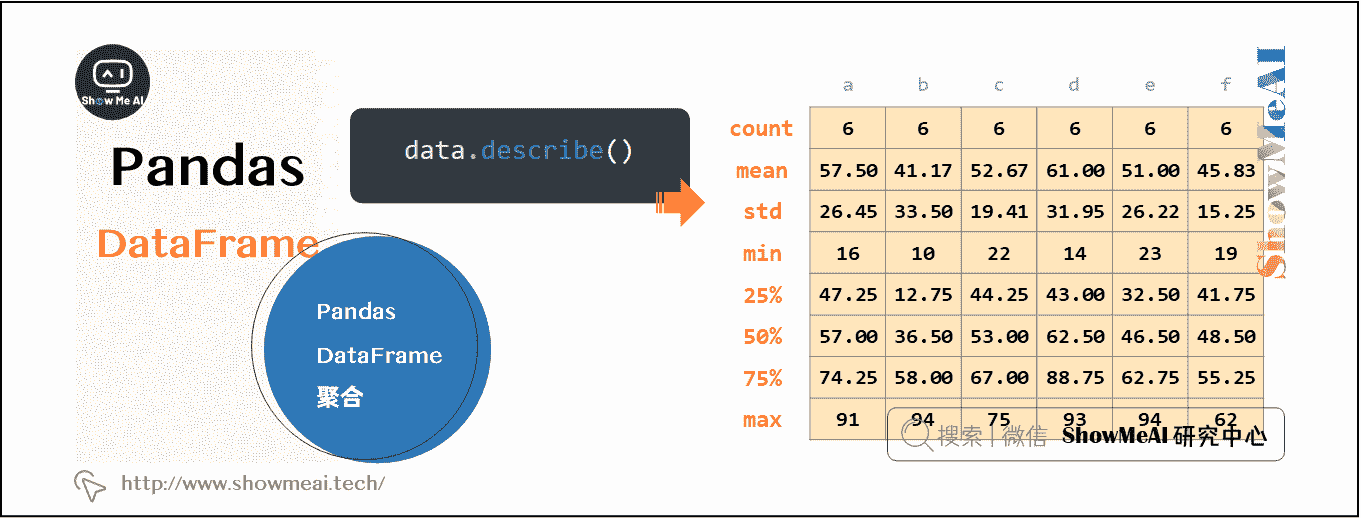 Show Me AI
Pandas
DataFrame
data.describe()
Pandas
DataFrame
聚合
http://www.showmeai.tech/
a b c d e f
count 6 6 6 6 6 6
mean 57.50 41.17 52.67 61.00 51.00 45.83
std 26.45 33.50 19.41 31.95 26.22 15.25
min 16 10 22 14 23 19
25% 47.25 12.75 44.25 43.00 32.50 41.75
50% 57.00 36.50 53.00 62.50 46.50 48.50
75% 74.25 58.00 67.00 88.75 62.75 55.25
max 91 94 75 93 94 62
搜索 | 微信 ShowMeAI 研究中心
ShowMeAI